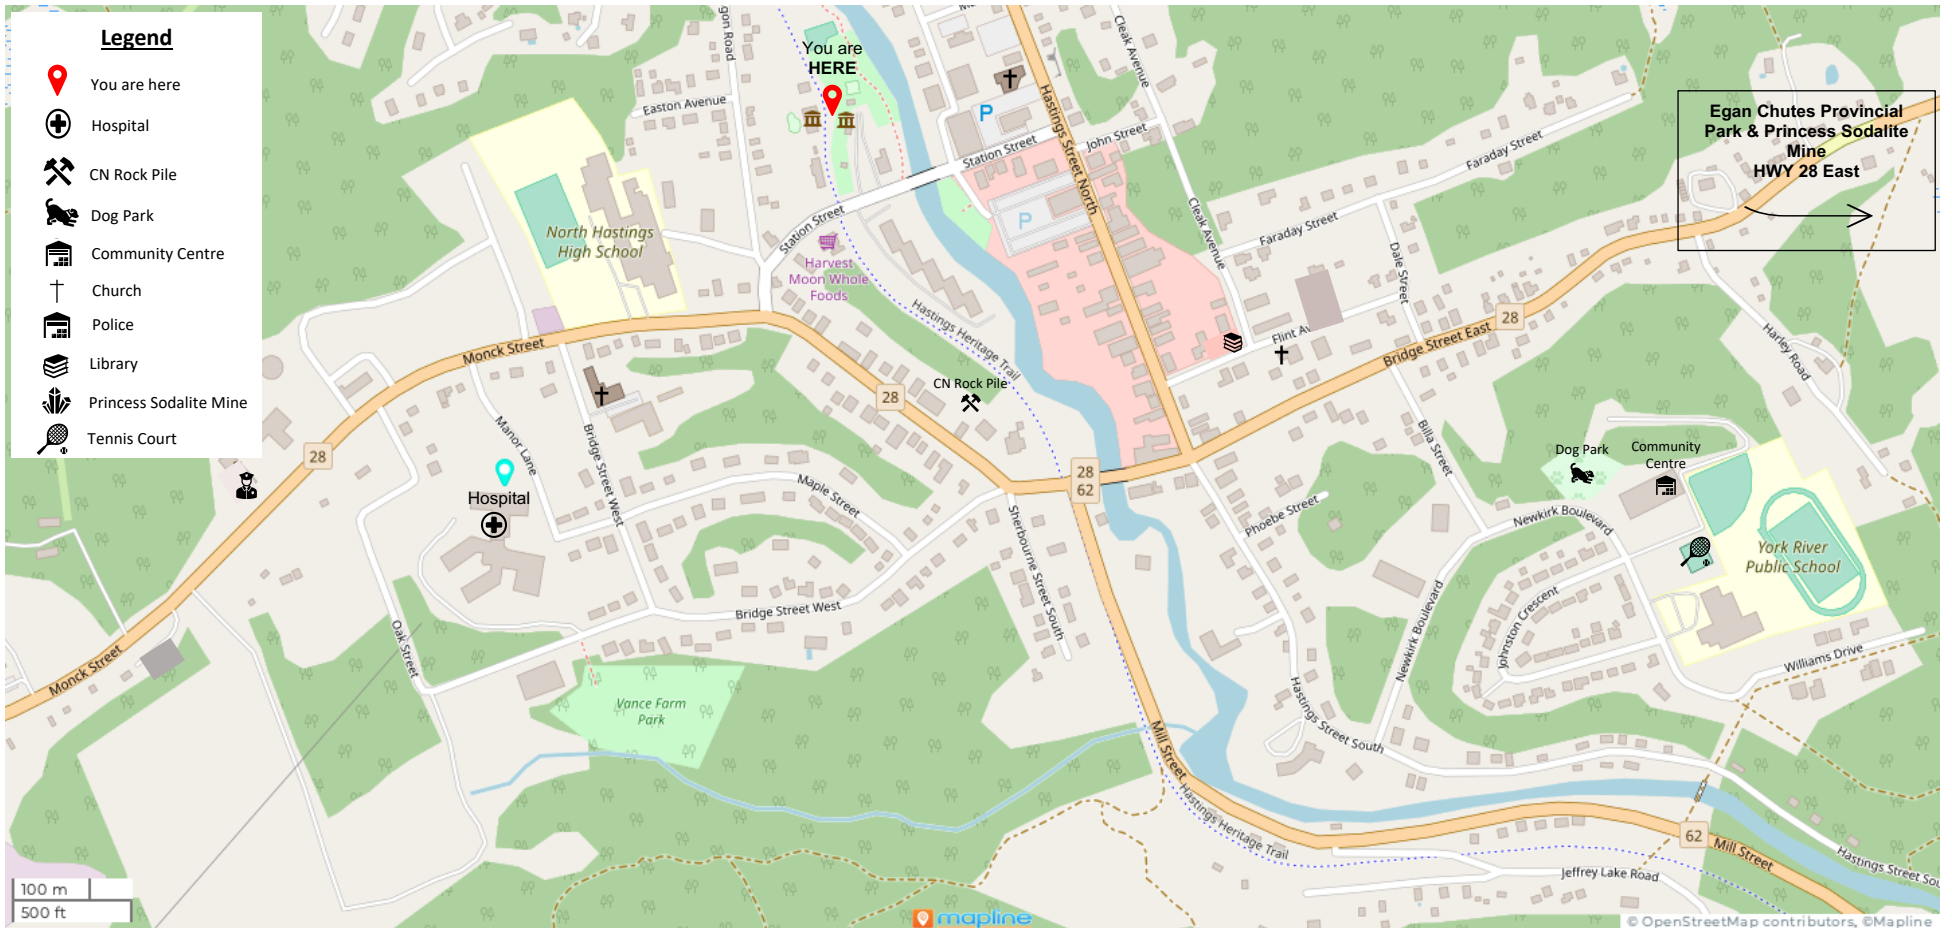 Legend
You are here
Hospital
CN Rock Pile
Dog Park
Community Centre
Church
Police
Library
Princess Sodalite Mine
Tennis Court
You are
HERE
gon Road
Easton Avenue
North Hastings
High School
Station Street
Station Street
Harvest
Moon Whole
Foods
P
P
Hastings Street North
Cleak Avenue
Cleak Avenue
John Street
Faraday Street
Faraday Street
Dale Street
Egan Chutes Provincial
Park & Princess Sodalite
Mine
HWY 28 East
28
Bridge Street East
Flint Av
Harley Road
Hastings Heritage Trail
CN Rock Pile
28
Monck Street
28
Manor Lane
Bridge Street West
Hospital
Maple Street
28
62
Phoebe Street
Billa Street
Dog Park
Community
Centre
Newkirk Boulevard
York River
Public School
Sherbourne Street South
Bridge Street West
Oak Street
Monck Street
Vance Farm
Park
Newkirk Boulevard
Johnston Crescent
Williams Drive
Hastings Street South
Mill Street
Hastings Heritage Trail
62
Mill Street
Hastings Street Sou
Jeffrey Lake Road
100 m
500 ft
mapline
© OpenStreetMap contributors, ©Mapline